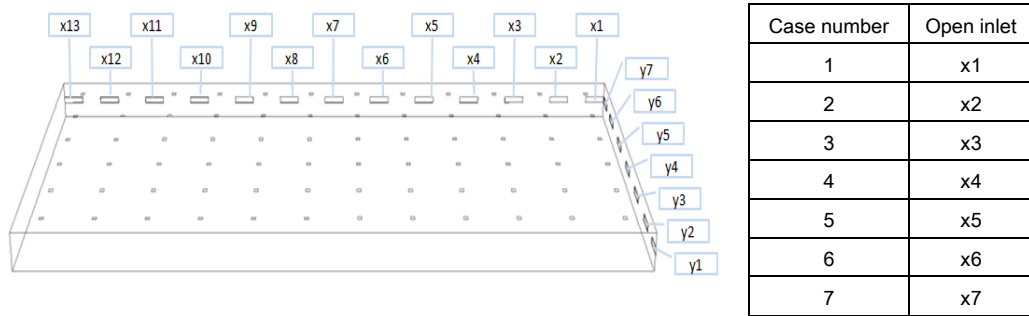 x13
x11
x9
x7
x5
x3
x1
x12
x10
x8
x6
x4
x2
y7
y6
y5
y4
y3
y2
y1
Case number Open inlet
1 x1
2 x2
3 x3
4 x4
5 x5
6 x6
7 x7